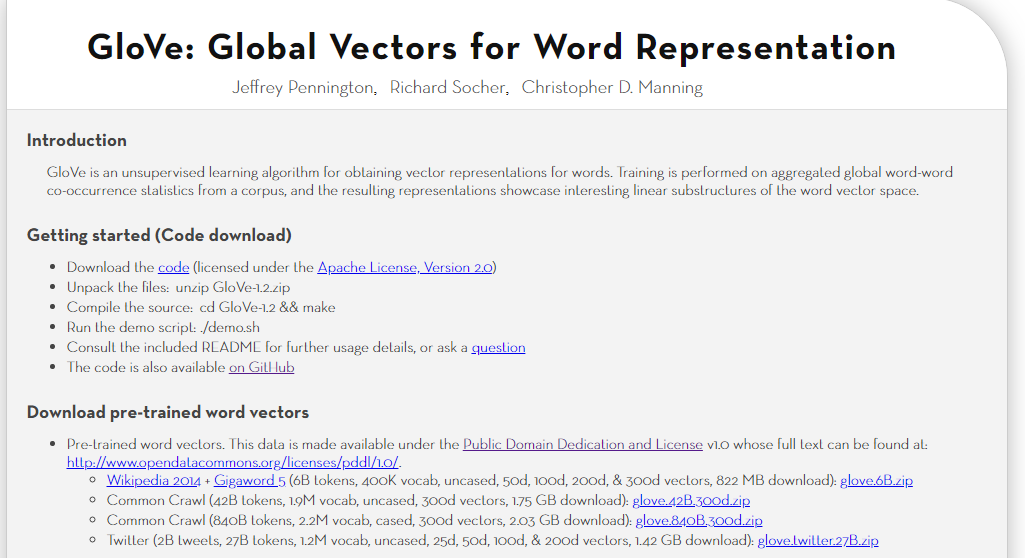 GloVe: Global Vectors for Word Representation
Jeffrey Pennington, Richard Socher, Christopher D. Manning
Introduction
GloVe is an unsupervised learning algorithm for obtaining vector representations for words. Training is performed on aggregated global word-word
co-occurrence statistics from a corpus, and the resulting representations showcase interesting linear substructures of the word vector space.
Getting started (Code download)
• Download the code (licensed under the Apache License, Version 2.0)
• Unpack the files: unzip GloVe-1.2.zip
• Compile the source: cd GloVe-1.2 && make
• Run the demo script: ./demo.sh
• Consult the included README for further usage details, or ask a question
• The code is also available on GitHub
Download pre-trained word vectors
• Pre-trained word vectors. This data is made available under the Public Domain Dedication and License v1.0 whose full text can be found at:
http://www.opendatacommons.org/licenses/pddl/1.0/.
◦ Wikipedia 2014 + Gigaword 5 (6B tokens, 400K vocab, uncased, 50d, 100d, 200d, & 300d vectors, 822 MB download): glove.6B.zip
◦ Common Crawl (42B tokens, 1.9M vocab, uncased, 300d vectors, 1.75 GB download): glove.42B.300d.zip
◦ Common Crawl (840B tokens, 2.2M vocab, cased, 300d vectors, 2.03 GB download): glove.840B.300d.zip
◦ Twitter (2B tweets, 27B tokens, 1.2M vocab, uncased, 25d, 50d, 100d, & 200d vectors, 1.42 GB download): glove.twitter.27B.zip